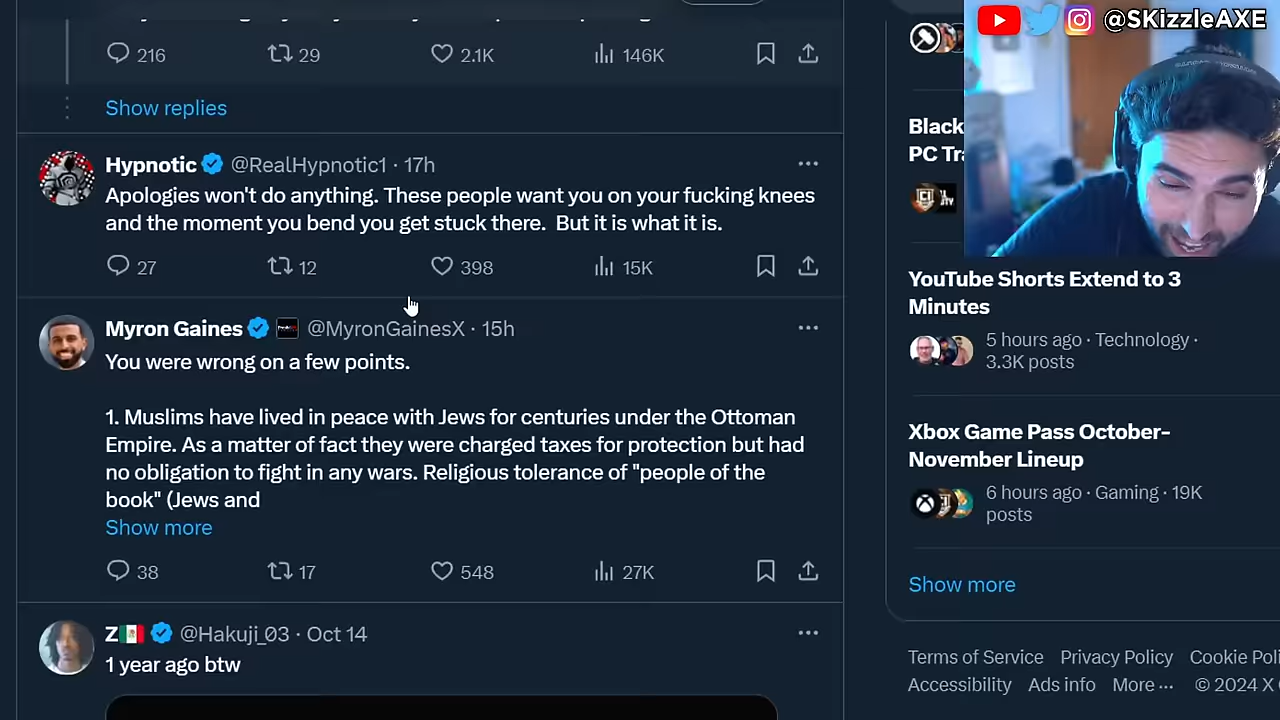 @SKizzleAXE
216 29 2.1K 146K
Show replies
Hypnotic @RealHypnotic1 · 17h
Apologies won't do anything. These people want you on your fucking knees
and the moment you bend you get stuck there. But it is what it is.
27 12 398 15K
Myron Gaines @MyronGainesX · 15h
You were wrong on a few points.
1. Muslims have lived in peace with Jews for centuries under the Ottoman
Empire. As a matter of fact they were charged taxes for protection but had
no obligation to fight in any wars. Religious tolerance of "people of the
book" (Jews and
Show more
38 17 548 27K
Z @Hakuji_03 · Oct 14
1 year ago btw
Black
PC
YouTube Shorts Extend to 3
Minutes
5 hours ago · Technology ·
3.3K posts
Xbox Game Pass October-
November Lineup
6 hours ago · Gaming · 19K
posts
Show more
Terms of Service Privacy Policy Cookie
Accessibility Ads info More ··· © 2024 X